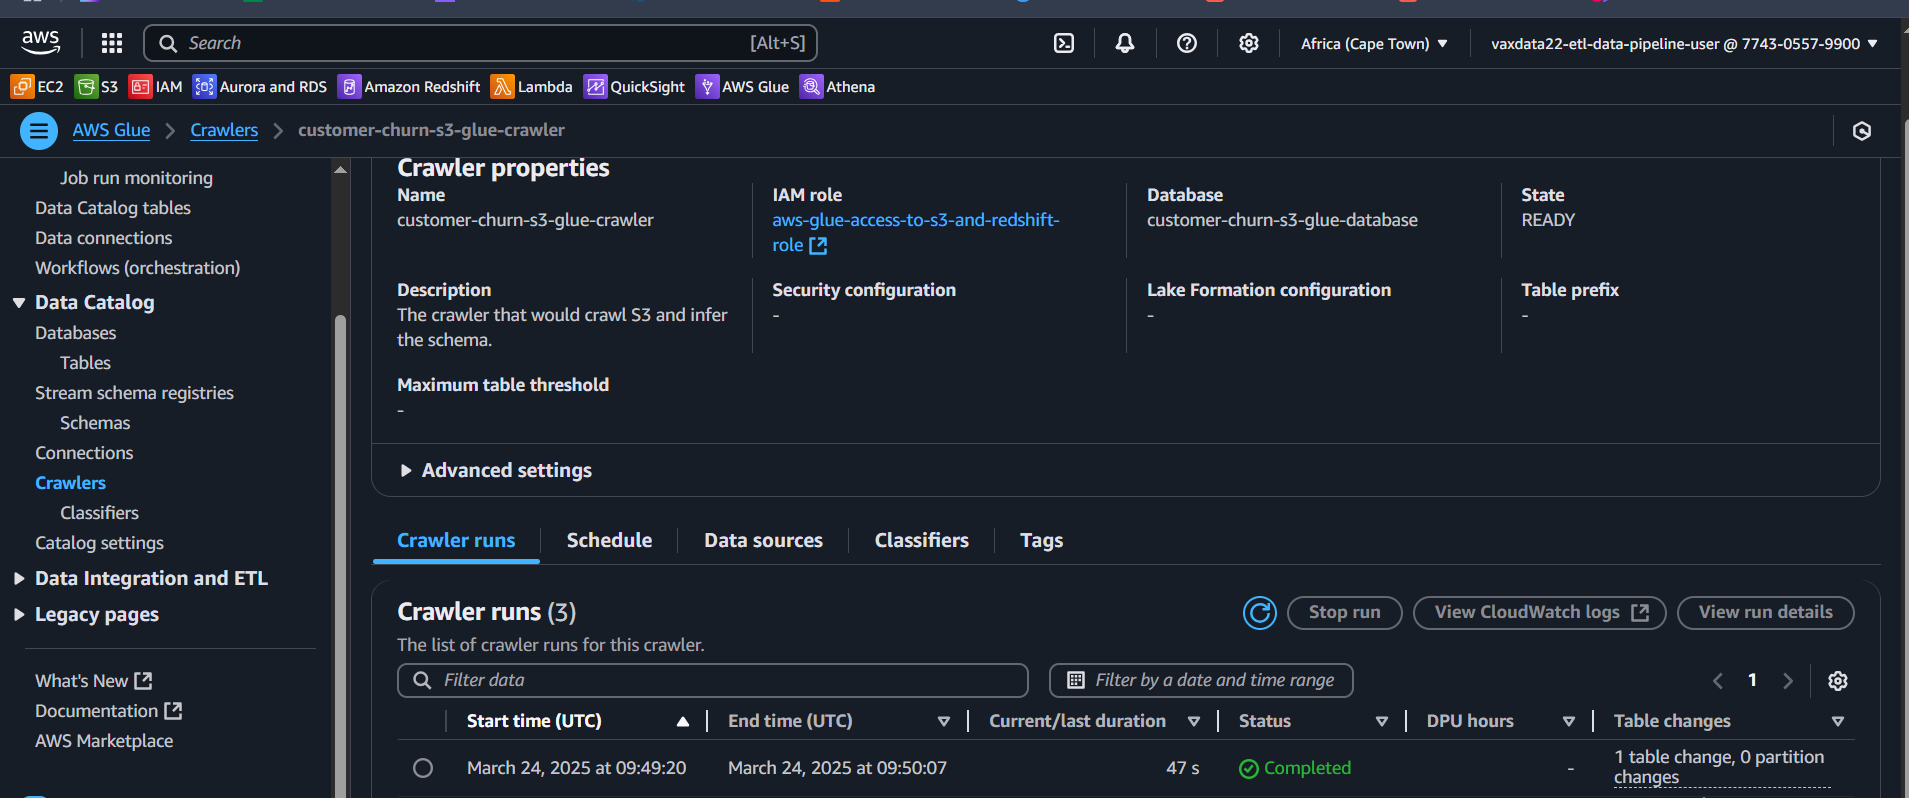 aws
Search
[Alt+S]
Africa (Cape Town)
vaxdata22-etl-data-pipeline-user @ 7743-0557-9900
EC2
S3
IAM
Aurora and RDS
Amazon Redshift
Lambda
QuickSight
AWS Glue
Athena
AWS Glue
Crawlers
customer-churn-s3-glue-crawler
Job run monitoring
Data Catalog tables
Data connections
Workflows (orchestration)
Data Catalog
Databases
Tables
Stream schema registries
Schemas
Connections
Crawlers
Classifiers
Catalog settings
Data Integration and ETL
Legacy pages
What's New
Documentation
AWS Marketplace
Crawler properties
Name
customer-churn-s3-glue-crawler
IAM role
aws-glue-access-to-s3-and-redshift-
role
Database
customer-churn-s3-glue-database
State
READY
Description
The crawler that would crawl S3 and infer
the schema.
Security configuration
-
Lake Formation configuration
-
Table prefix
-
Maximum table threshold
-
Advanced settings
Crawler runs
Schedule
Data sources
Classifiers
Tags
Crawler runs (3)
The list of crawler runs for this crawler.
Stop run
View CloudWatch logs
View run details
Filter data
Filter by a date and time range
1
Start time (UTC)
End time (UTC)
Current/last duration
Status
DPU hours
Table changes
March 24, 2025 at 09:49:20
March 24, 2025 at 09:50:07
47 s
Completed
-
1 table change, 0 partition
changes